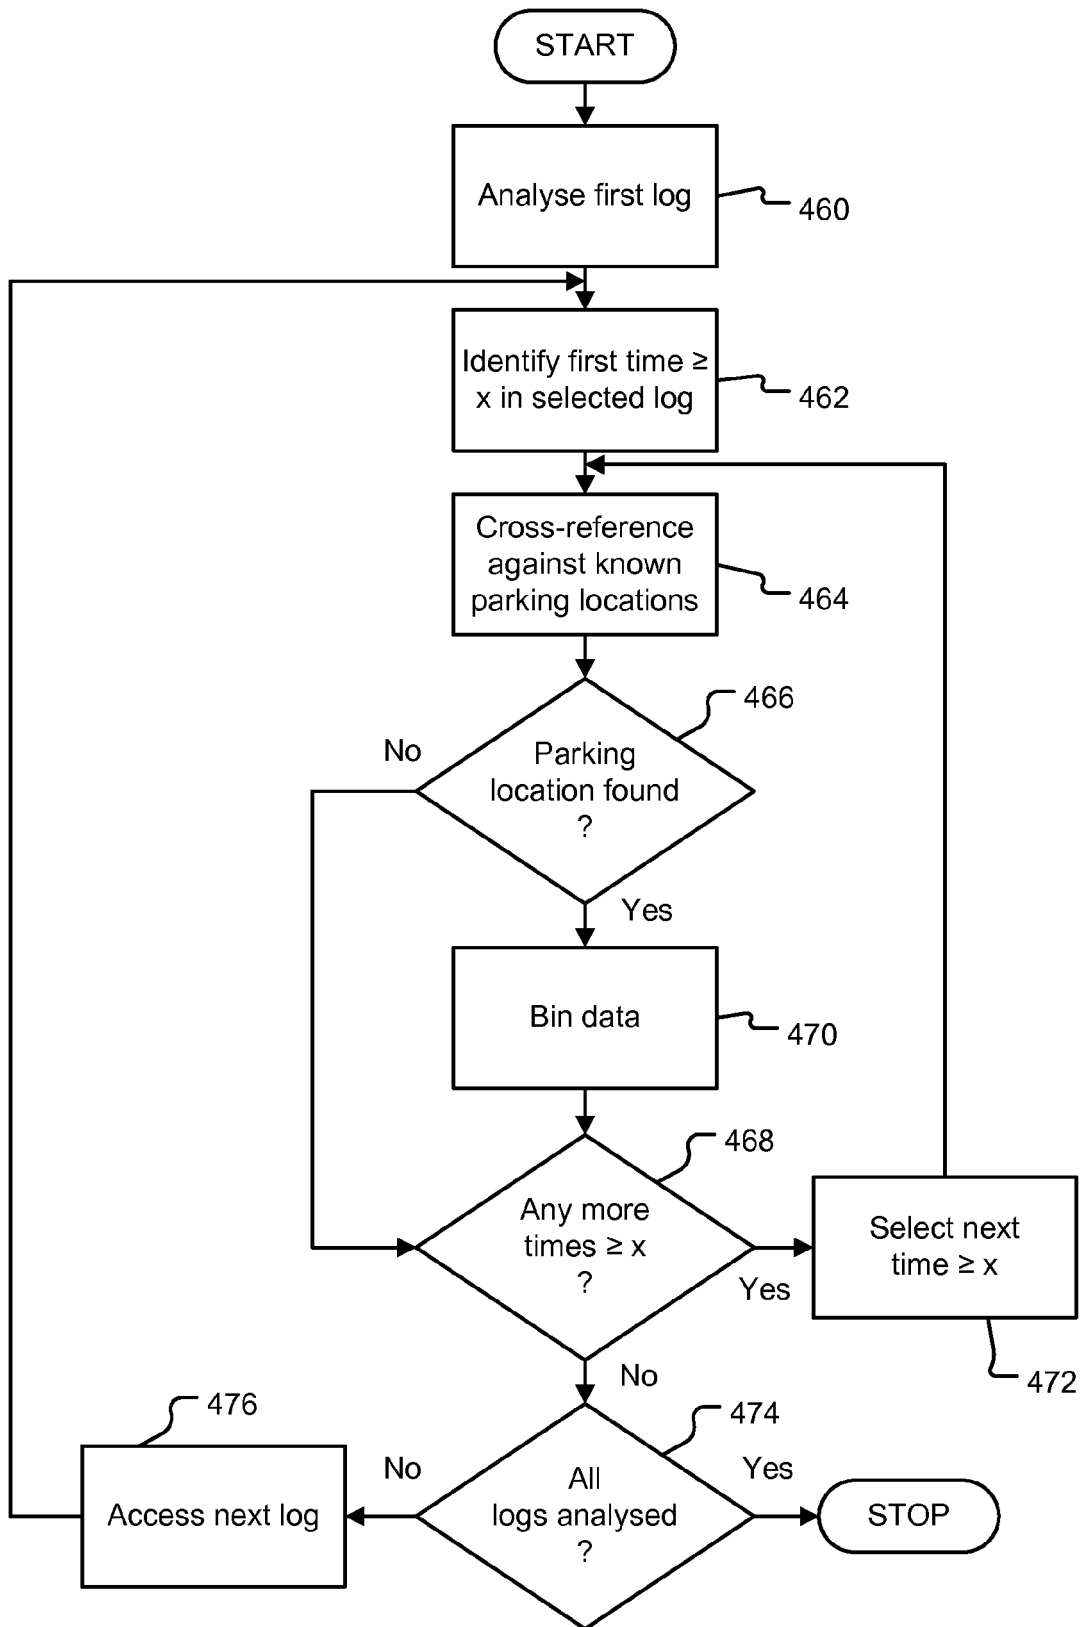 START
Analyse first log
460
Identify first time ≥
x in selected log
462
Cross-reference
against known
parking locations
464
466
No
Parking
location found
?
Yes
Bin data
470
468
Any more
times ≥ x
?
Yes
Select next
time ≥ x
472
No
476
474
Access next log
No
All
logs analysed
?
Yes
STOP